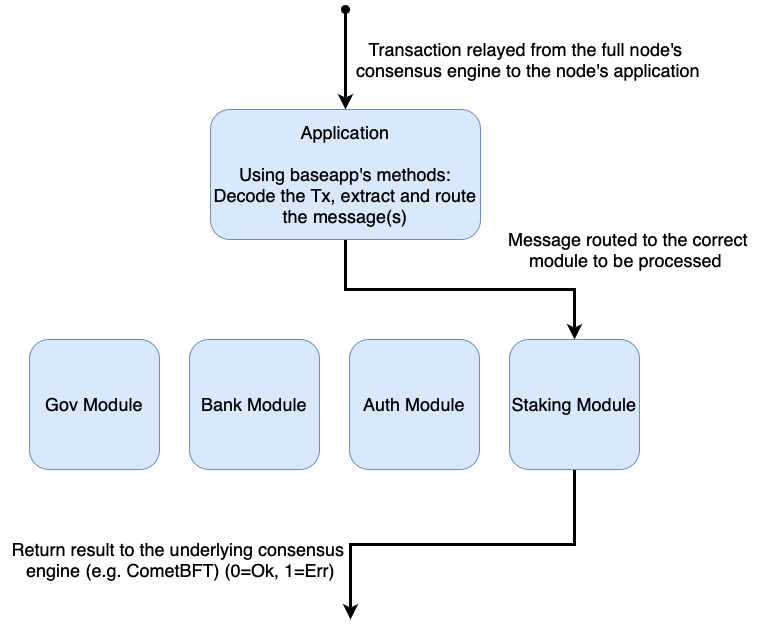 Transaction relayed from the full node's
consensus engine to the node's application
Application
Using baseapp's methods:
Decode the Tx, extract and route
the message(s)
Message routed to the correct
module to be processed
Gov Module
Bank Module
Auth Module
Staking Module
Return result to the underlying consensus
engine (e.g. CometBFT) (0=Ok, 1=Err)